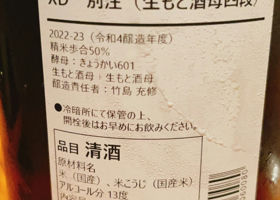 XD 別注（生もと酒母四段）
2022-23（令和4醸造年度）
精米歩合50%
酵母：きょうかい601
生もと酒母＋生もと酒母
醸造責任者：竹島 充修
●冷暗所にて保管の上、
開栓後はお早めにお飲みください。
品目 清酒
原材料名
米（国産）、米こうじ（国産米）
アルコール分 13度